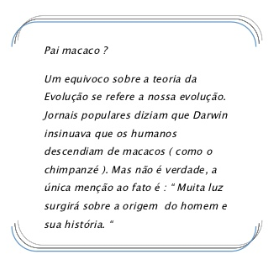 Pai macaco ?
Um equivoco sobre a teoria da
Evolução se refere a nossa evolução.
Jornais populares diziam que Darwin
insinuava que os humanos
descendiam de macacos ( como o
chimpanzé ). Mas não é verdade, a
única menção ao fato é : “ Muita luz
surgirá sobre a origem do homem e
sua história. “